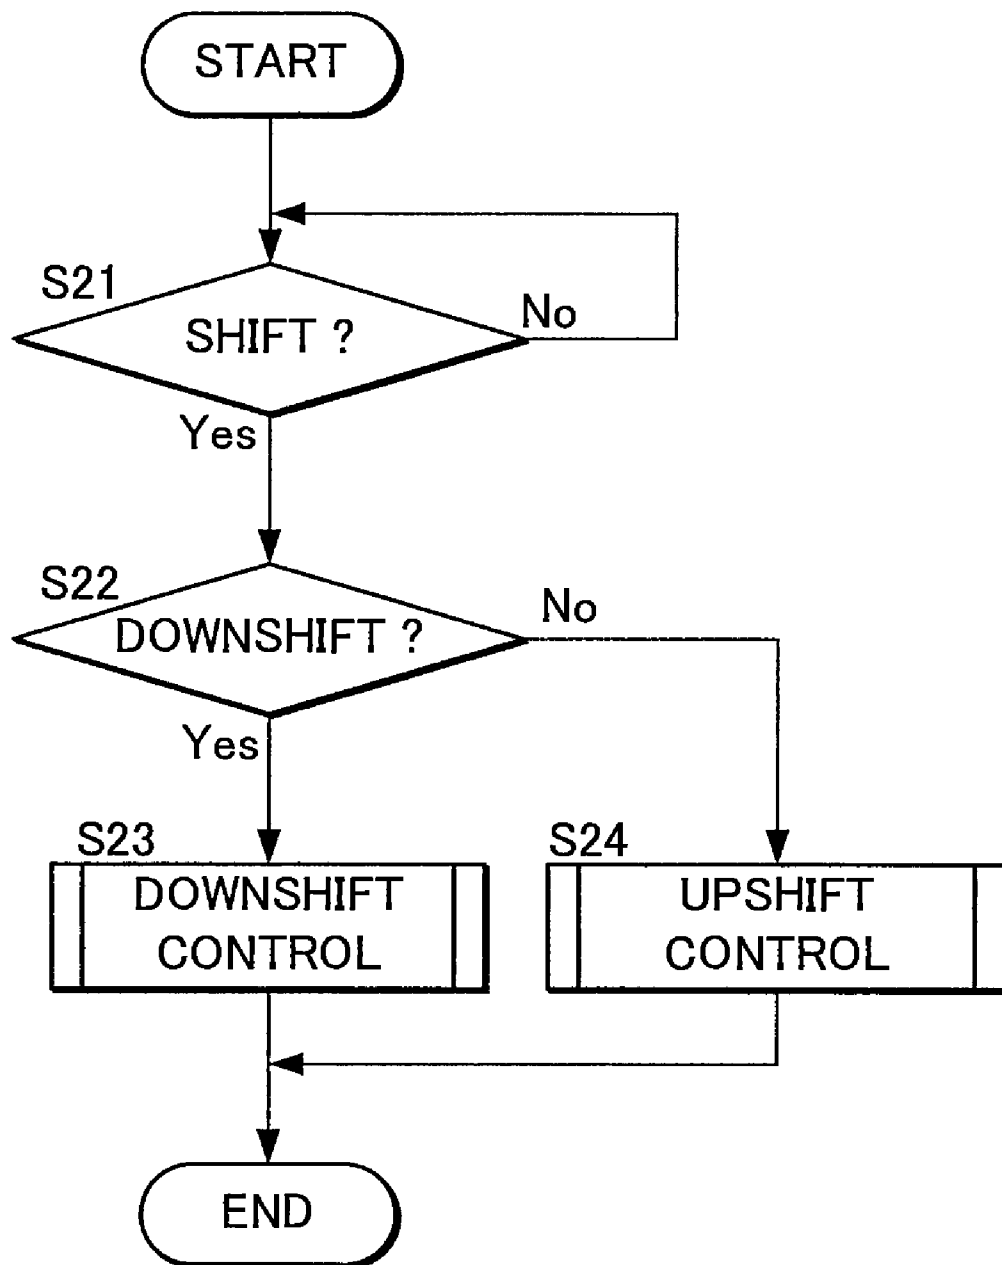 START
S21
SHIFT ?
No
Yes
S22
DOWNSHIFT ?
No
Yes
S23
DOWNSHIFT
CONTROL
S24
UPSHIFT
CONTROL
END